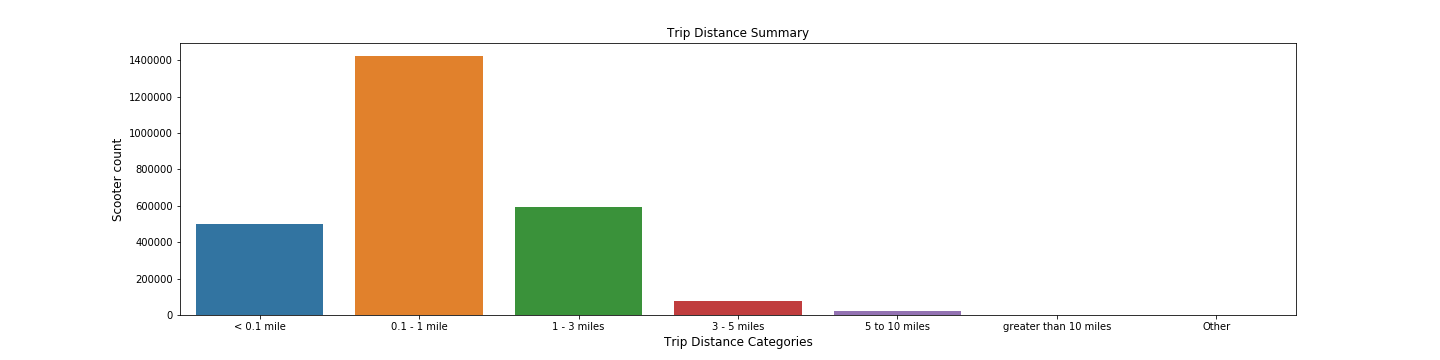 Trip Distance Summary
Scooter count
1400000
1200000
1000000
800000
600000
400000
200000
0
< 0.1 mile
0.1 - 1 mile
1 - 3 miles
3 - 5 miles
5 to 10 miles
greater than 10 miles
Other
Trip Distance Categories